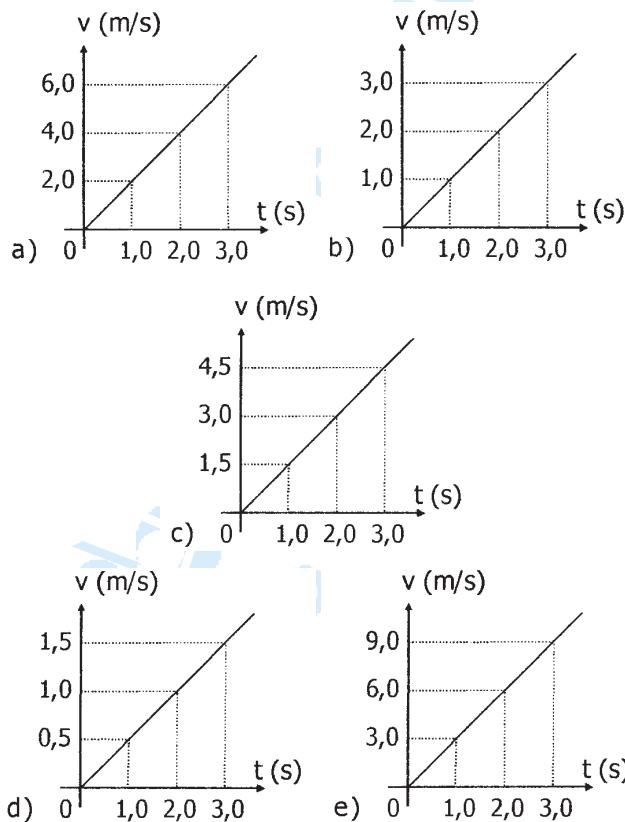 v (m/s)
6,0
4,0
2,0
t (s)
a) 0 1,0 2,0 3,0
v (m/s)
3,0
2,0
1,0
t (s)
b) 0 1,0 2,0 3,0
v (m/s)
4,5
3,0
1,5
t (s)
c) 0 1,0 2,0 3,0
v (m/s)
1,5
1,0
0,5
t (s)
d) 0 1,0 2,0 3,0
v (m/s)
9,0
6,0
3,0
t (s)
e) 0 1,0 2,0 3,0